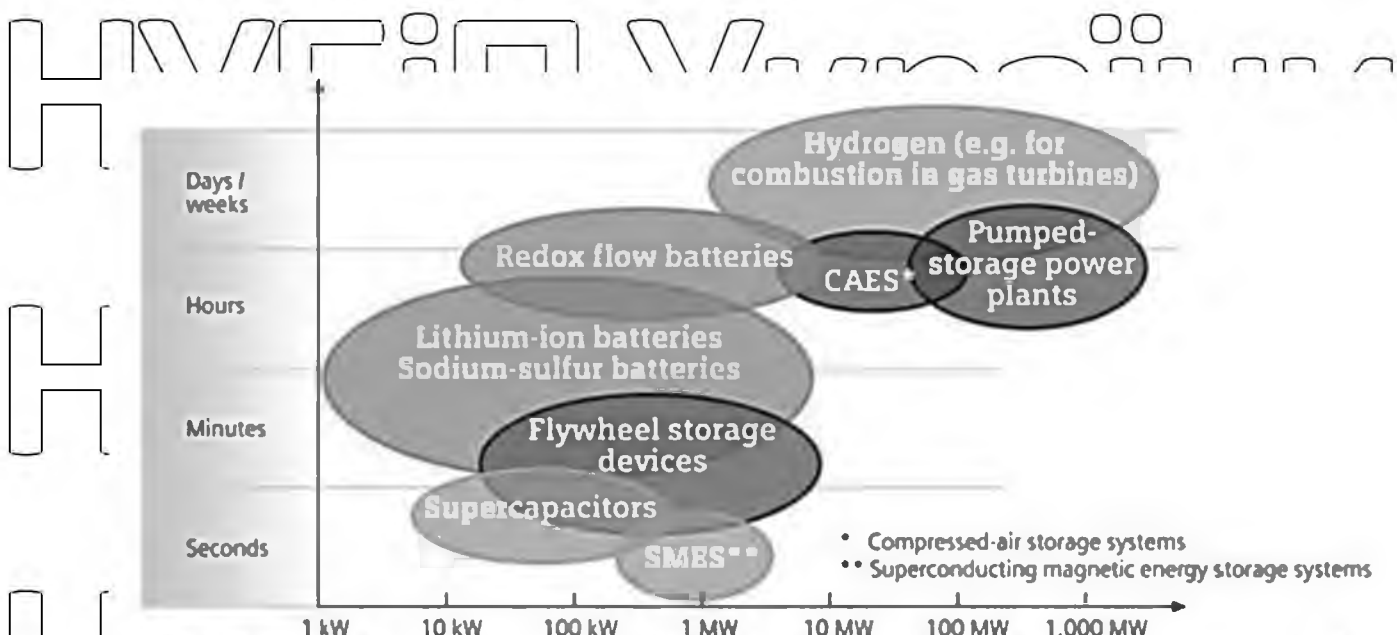 Hydrogen (e.g. for
combustion in gas turbines)
Days /
weeks
Pumped-
storage power
plants
Redox flow batteries
CAES*
Hours
Lithium-ion batteries
Sodium-sulfur batterics
Minutes
Flywheel storage
devices
Supercapacitors
Seconds
SMES**
* Compressed-air storage systems
** Superconducting magnetic energy storage systems
1 kW 10 kW 100 kW 1 MW 10 MW 100 MW 1,000 MW